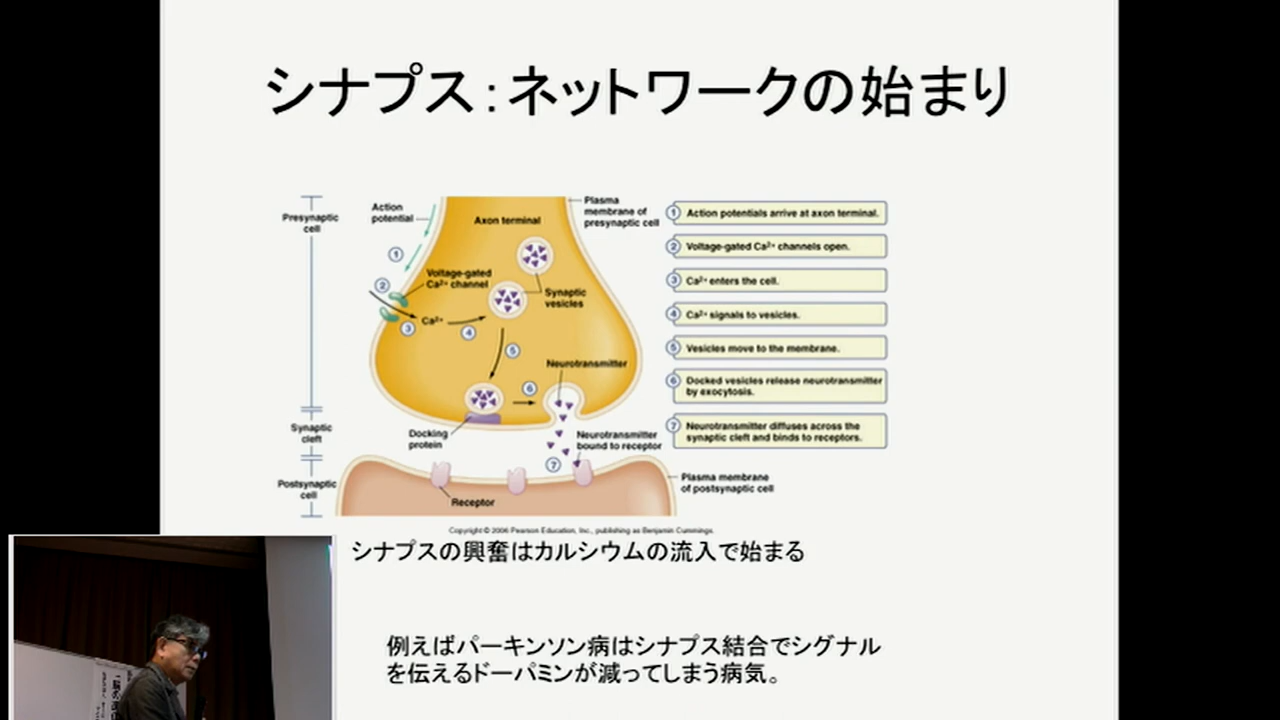 シナプス：ネットワークの始まり
Presynaptic
cell
Action
potential
Axon terminal
Plasma
membrane of
presynaptic cell
①
②
Voltage-gated
Ca²⁺ channel
③
Ca²⁺
④
Synaptic
vesicles
⑤
Neurotransmitter
⑥
Synaptic
cleft
Docking
protein
Neurotransmitter
bound to receptor
⑦
Postsynaptic
cell
Receptor
Plasma membrane
of postsynaptic cell
① Action potentials arrive at axon terminal.
② Voltage-gated Ca²⁺ channels open.
③ Ca²⁺ enters the cell.
④ Ca²⁺ signals to vesicles.
⑤ Vesicles move to the membrane.
⑥ Docked vesicles release neurotransmitter
by exocytosis.
⑦ Neurotransmitter diffuses across the
synaptic cleft and binds to receptors.
Copyright © 2006 Pearson Education, Inc., publishing as Benjamin Cummings.
シナプスの興奮はカルシウムの流入で始まる
例えばパーキンソン病はシナプス結合でシグナル
を伝えるドーパミンが減ってしまう病気。